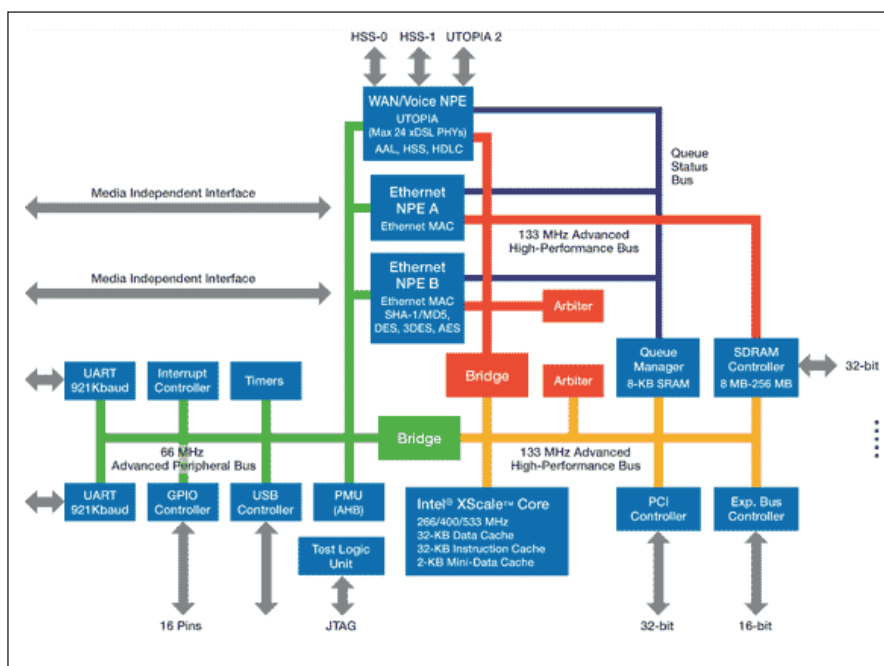 HSS-0 HSS-1 UTOPIA 2
WAN/Voice NPE
UTOPIA
(Max 24 xDSL PHYs)
AAL, HSS, HDLC
Queue
Status
Bus
Media Independent Interface
Ethernet
NPE A
Ethernet MAC
133 MHz Advanced
High-Performance Bus
Media Independent Interface
Ethernet
NPE B
Ethernet MAC
SHA-1/MD5,
DES, 3DES, AES
Arbiter
UART
921Kbaud
Interrupt
Controller
Timers
Bridge
Arbiter
Queue
Manager
8-KB SRAM
SDRAM
Controller
8 MB-256 MB
32-bit
Bridge
66 MHz
Advanced Peripheral Bus
133 MHz Advanced
High-Performance Bus
UART
921Kbaud
GPIO
Controller
USB
Controller
PMU
(AHB)
Intel® XScale™ Core
266/400/533 MHz
32-KB Data Cache
32-KB Instruction Cache
2-KB Mini-Data Cache
PCI
Controller
Exp. Bus
Controller
Test Logic
Unit
16 Pins
JTAG
32-bit
16-bit